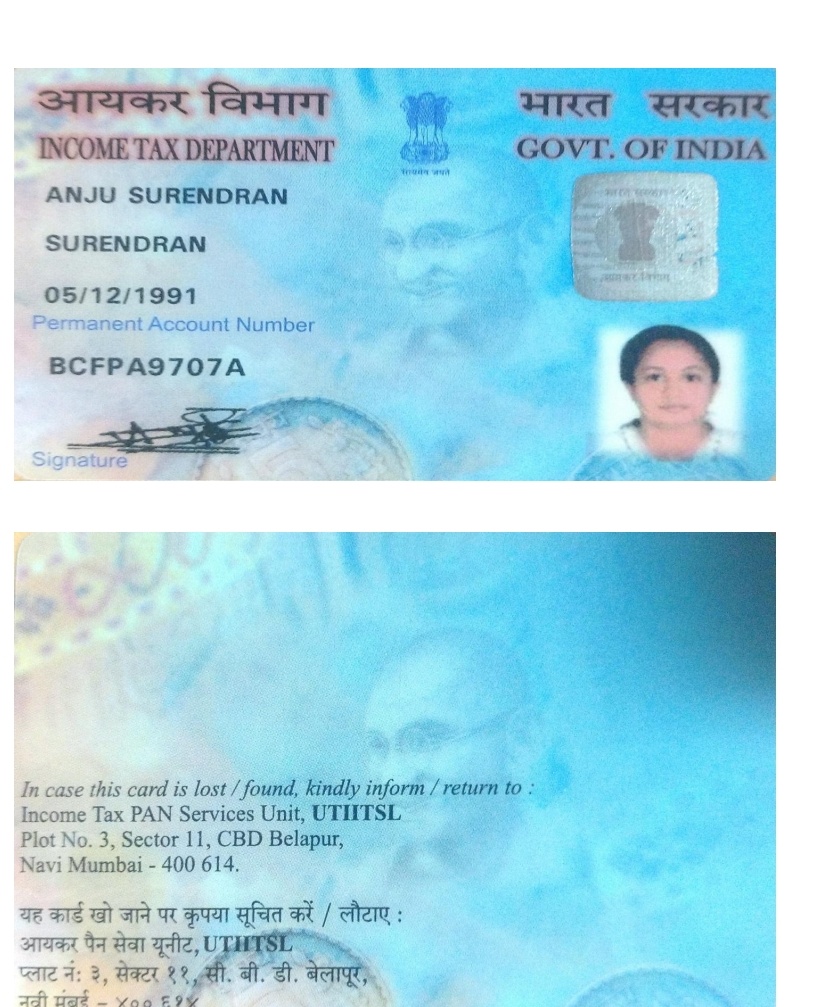 आयकर विभाग भारत सरकार
INCOME TAX DEPARTMENT GOVT. OF INDIA
सत्यमेव जयते
ANJU SURENDRAN
भारत सरकार
SURENDRAN
आयकर विभाग
05/12/1991
Permanent Account Number
BCFPA9707A
Signature
In case this card is lost / found, kindly inform / return to :
Income Tax PAN Services Unit, UTIITSL
Plot No. 3, Sector 11, CBD Belapur,
Navi Mumbai - 400 614.
यह कार्ड खो जाने पर कृपया सूचित करें / लौटाए :
आयकर पैन सेवा यूनीट, UTIITSL
प्लाट नं: ३, सेक्टर ११, सी. बी. डी. बेलापूर,
नवी मुंबई - ४०० ६१४